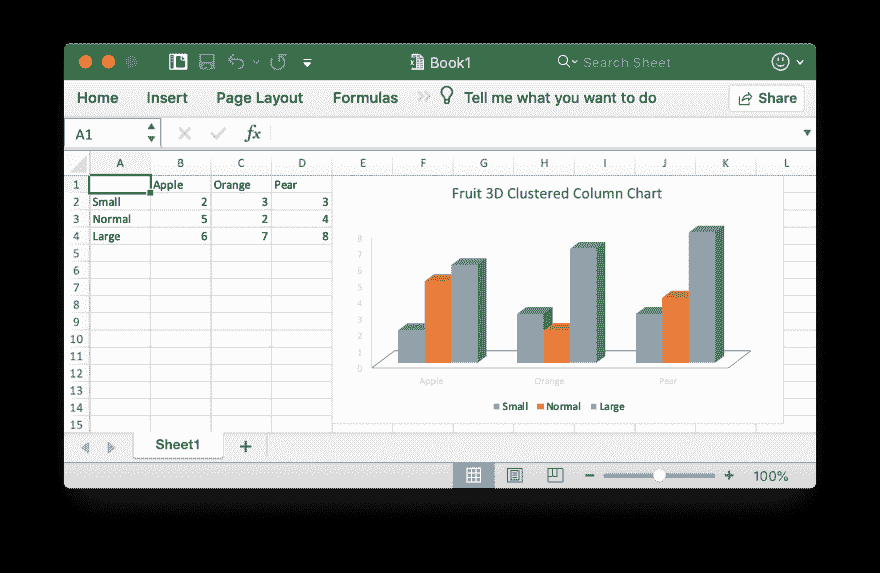 Book1
Search Sheet
Home Insert Page Layout Formulas Tell me what you want to do Share
A1 fx
A B C D E F G H I J K L
1 Apple Orange Pear
2 Small 2 3 3
3 Normal 5 2 4
4 Large 6 7 8
5
6
7
8
9
10
11
12
13
14
15
Fruit 3D Clustered Column Chart
8
7
6
5
4
3
2
1
0
Apple Orange Pear
Small Normal Large
Sheet1
100%